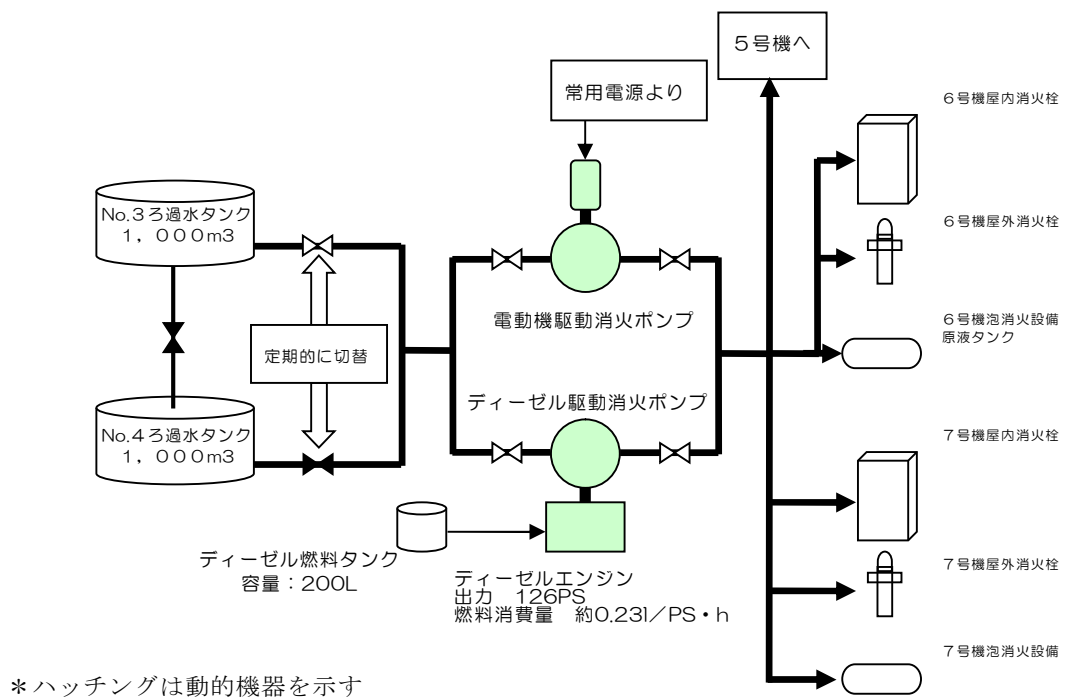 5号機へ
常用電源より
6号機屋内消火栓
No.3ろ過水タンク
1,000m3
6号機屋外消火栓
電動機駆動消火ポンプ
6号機泡消火設備
原液タンク
定期的に切替
ディーゼル駆動消火ポンプ
No.4ろ過水タンク
1,000m3
7号機屋内消火栓
ディーゼル燃料タンク
容量:200L
ディーゼルエンジン
出力 126PS
燃料消費量 約0.23l/PS・h
7号機屋外消火栓
7号機泡消火設備
*ハッチングは動的機器を示す